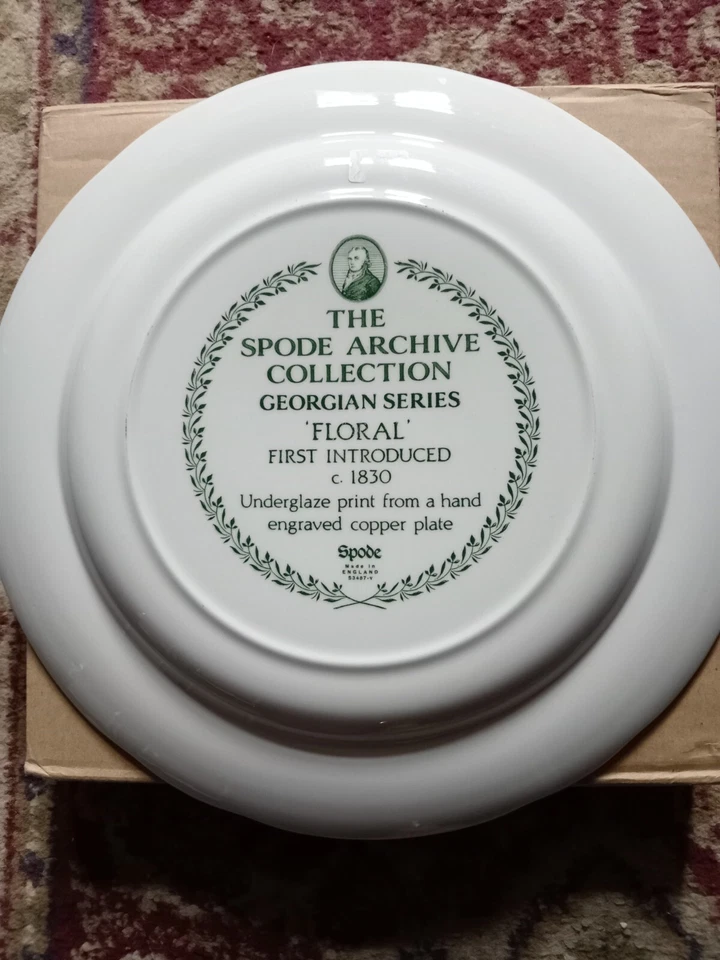 THE
SPODE ARCHIVE
COLLECTION
GEORGIAN SERIES
'FLORAL'
FIRST INTRODUCED
c. 1830
Underglaze print from a hand
engraved copper plate
Spode
Made in
ENGLAND